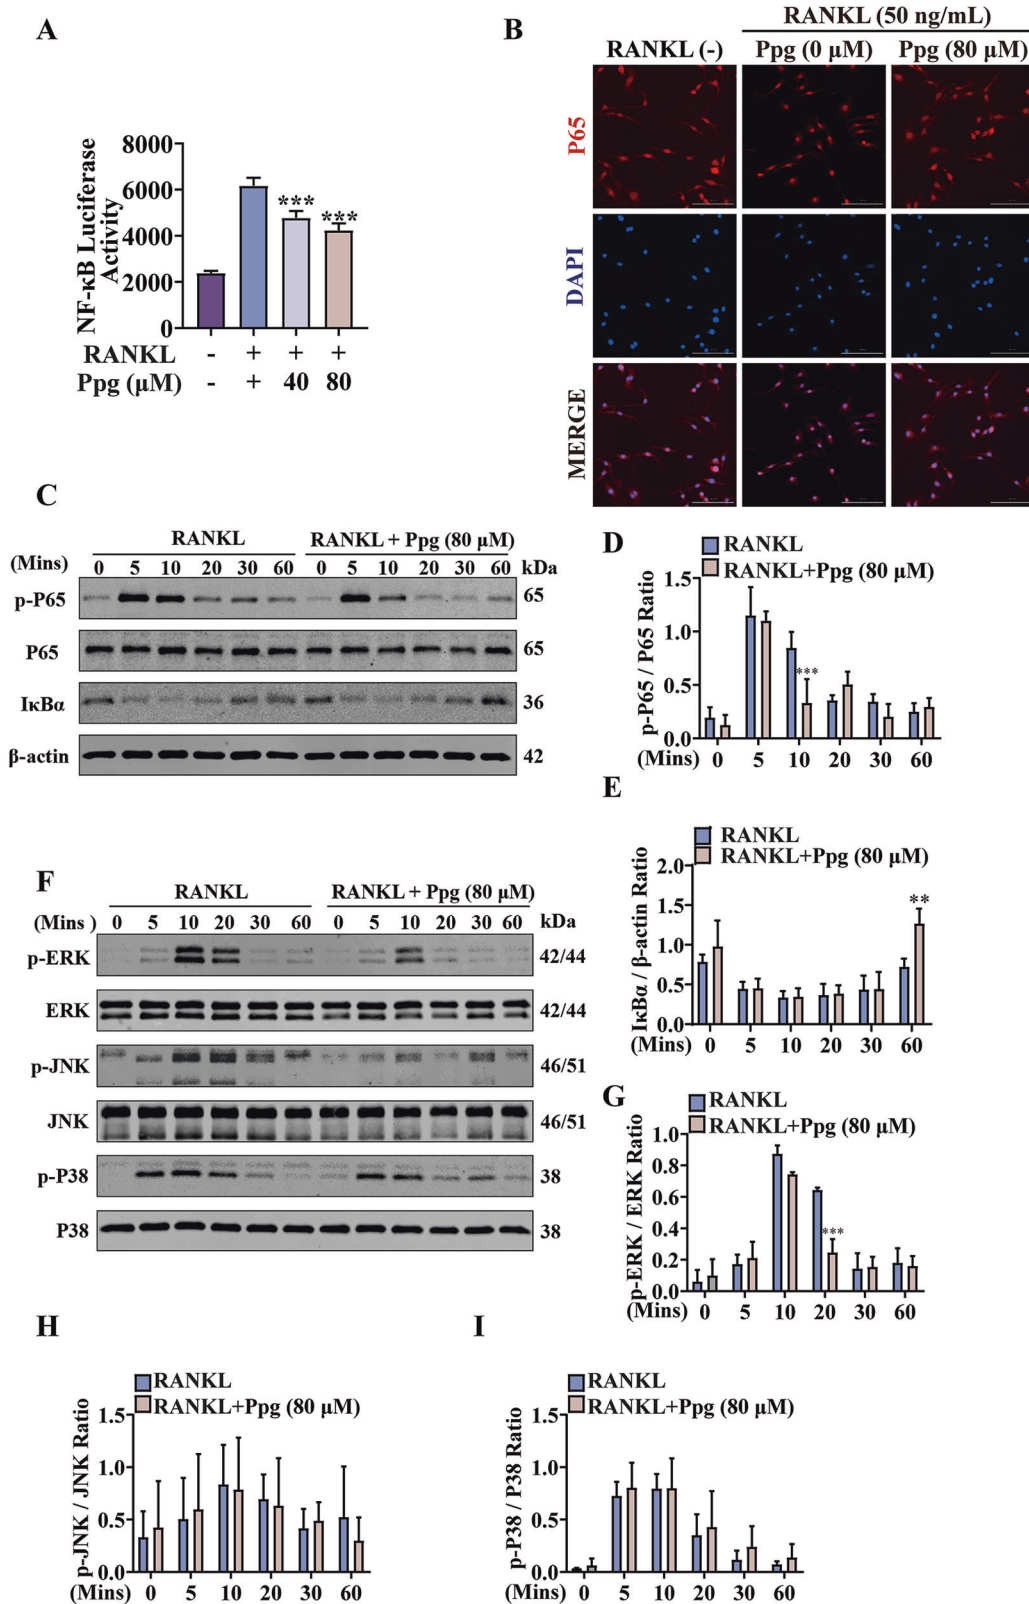 A
NF-κB Luciferase
Activity
8000
6000
4000
2000
0
***
***
RANKL - + + +
Ppg (μM) - + 40 80
B
RANKL (50 ng/mL)
RANKL (-) Ppg (0 μM) Ppg (80 μM)
P65
DAPI
MERGE
C
RANKL RANKL + Ppg (80 μM)
(Mins) 0 5 10 20 30 60 0 5 10 20 30 60 kDa
p-P65 65
P65 65
IκBα 36
β-actin 42
D
RANKL
RANKL+Ppg (80 μM)
p-P65 / P65 Ratio
1.5
1.0
0.5
0.0
***
(Mins) 0 5 10 20 30 60
E
RANKL
RANKL+Ppg (80 μM)
IκBα / β-actin Ratio
2.0
1.5
1.0
0.5
0.0
**
(Mins) 0 5 10 20 30 60
F
RANKL RANKL + Ppg (80 μM)
(Mins ) 0 5 10 20 30 60 0 5 10 20 30 60 kDa
p-ERK 42/44
ERK 42/44
p-JNK 46/51
JNK 46/51
p-P38 38
P38 38
G
RANKL
RANKL+Ppg (80 μM)
p-ERK / ERK Ratio
1.0
0.8
0.6
0.4
0.2
0.0
***
(Mins) 0 5 10 20 30 60
H
RANKL
RANKL+Ppg (80 μM)
p-JNK / JNK Ratio
1.5
1.0
0.5
0.0
(Mins) 0 5 10 20 30 60
I
RANKL
RANKL+Ppg (80 μM)
p-P38 / P38 Ratio
1.5
1.0
0.5
0.0
(Mins) 0 5 10 20 30 60